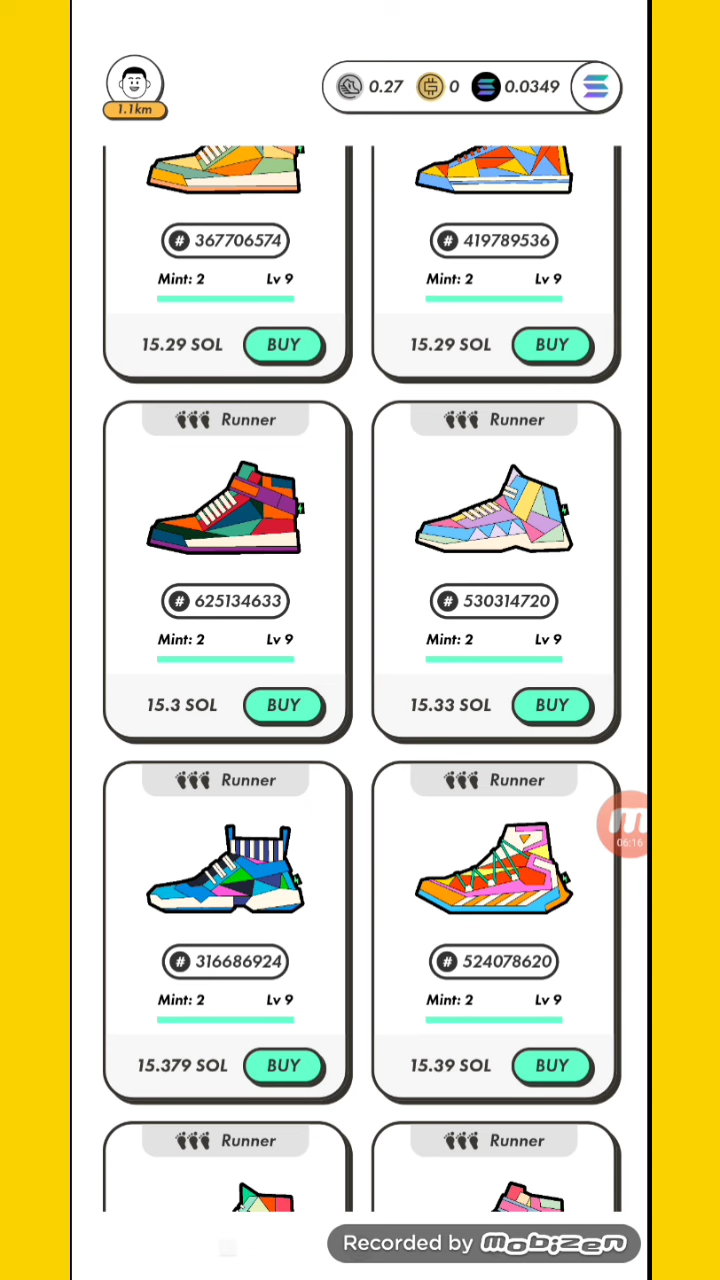 0.27 0 0.0349
1.1km
# 367706574 # 419789536
Mint: 2 Lv 9 Mint: 2 Lv 9
15.29 SOL BUY 15.29 SOL BUY
Runner Runner
# 625134633 # 530314720
Mint: 2 Lv 9 Mint: 2 Lv 9
15.3 SOL BUY 15.33 SOL BUY
Runner Runner
06:16
# 316686924 # 524078620
Mint: 2 Lv 9 Mint: 2 Lv 9
15.379 SOL BUY 15.39 SOL BUY
Runner Runner
Recorded by mobizen